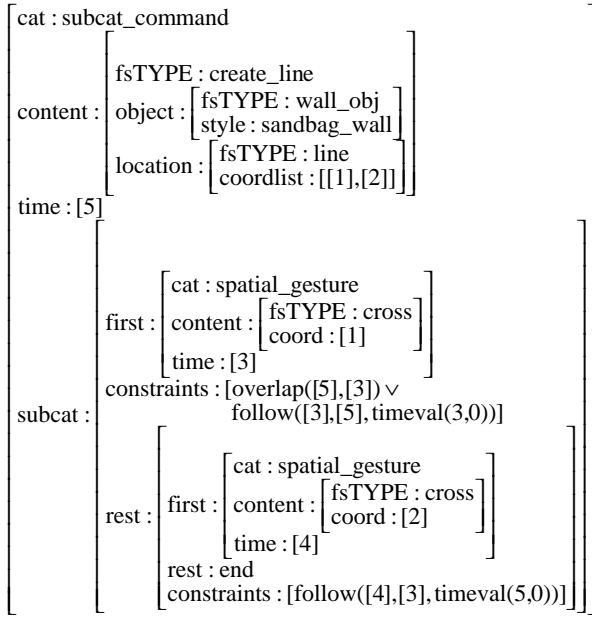 cat : subcat_command
content :
fsTYPE : create_line
object :
fsTYPE : wall_obj
style : sandbag_wall
location :
fsTYPE : line
coordlist : [[1],[2]]
time : [5]
subcat :
first :
cat : spatial_gesture
content :
fsTYPE : cross
coord : [1]
time : [3]
constraints : [overlap([5],[3]) ∨
follow([3],[5], timeval(3,0))]
rest :
first :
cat : spatial_gesture
content :
fsTYPE : cross
coord : [2]
time : [4]
rest : end
constraints : [follow([4],[3], timeval(5,0))]